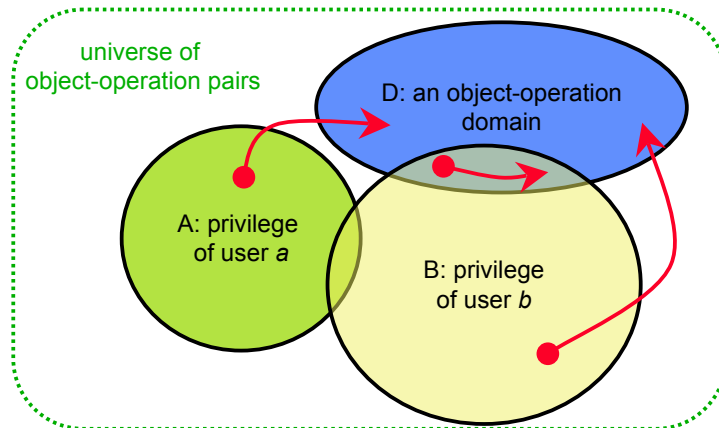 universe of
object-operation pairs
D: an object-operation
domain
A: privilege
of user a
B: privilege
of user b